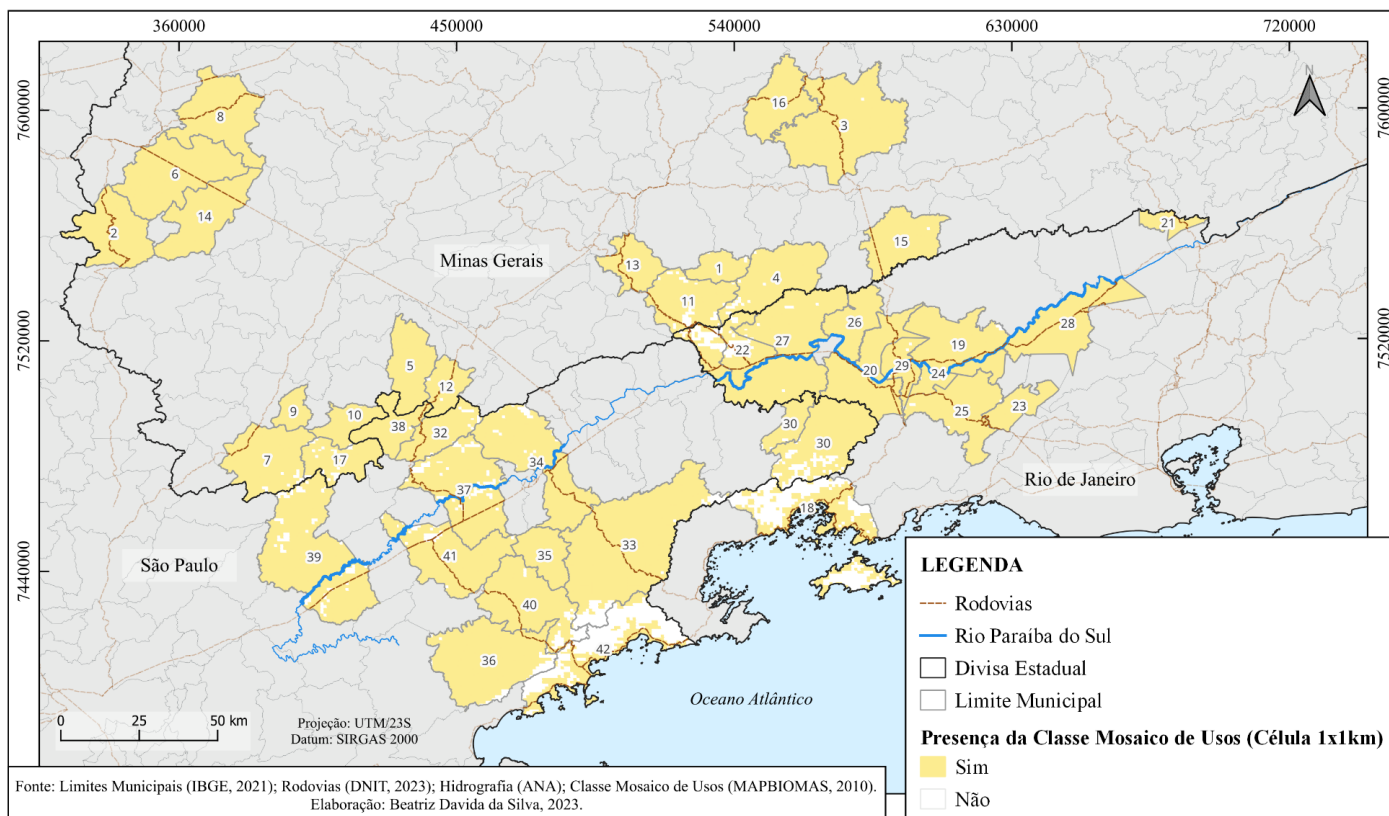 360000 450000 540000 630000 720000
7600000 7600000
7520000 7520000
7440000
N
8
16
3
6
14
2
15
21
Minas Gerais
13
1
4
11
28
26
27
19
22
5
20
29
24
12
9
10
25
23
38
32
30
30
7
17
34
37
Rio de Janeiro
18
39
41
35
33
São Paulo
40
42
36
Oceano Atlântico
0 25 50 km
Projeção: UTM/23S
Datum: SIRGAS 2000
LEGENDA
Rodovias
Rio Paraíba do Sul
Divisa Estadual
Limite Municipal
Presença da Classe Mosaico de Usos (Célula 1x1km)
Sim
Não
Fonte: Limites Municipais (IBGE, 2021); Rodovias (DNIT, 2023); Hidrografia (ANA); Classe Mosaico de Usos (MAPBIOMAS, 2010).
Elaboração: Beatriz Davida da Silva, 2023.